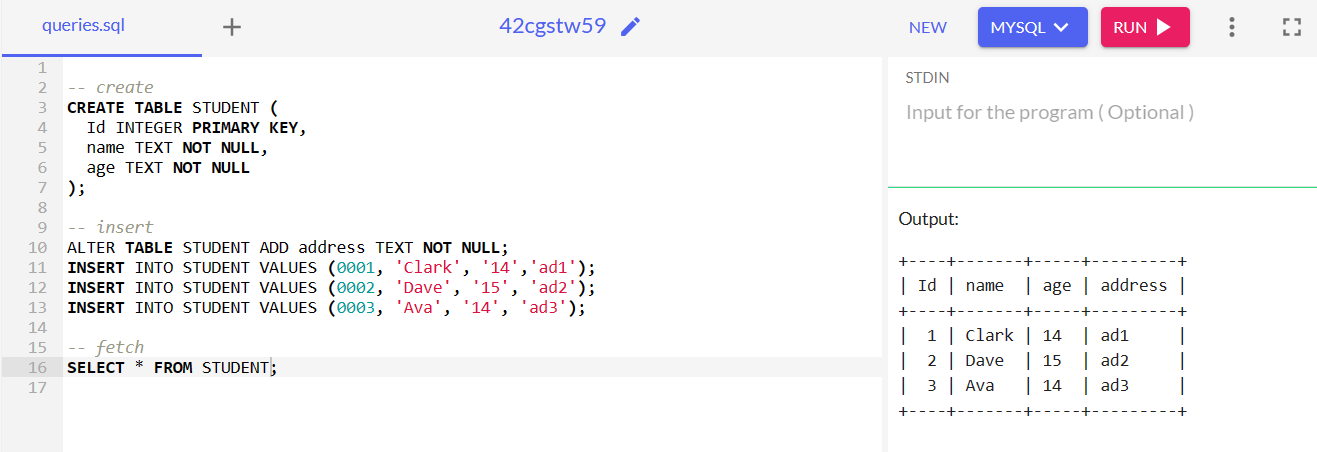 queries.sql + 42cgstw59 NEW MYSQL RUN
1
2 -- create
3 CREATE TABLE STUDENT (
4   Id INTEGER PRIMARY KEY,
5   name TEXT NOT NULL,
6   age TEXT NOT NULL
7 );
8
9 -- insert
10 ALTER TABLE STUDENT ADD address TEXT NOT NULL;
11 INSERT INTO STUDENT VALUES (0001, 'Clark', '14','ad1');
12 INSERT INTO STUDENT VALUES (0002, 'Dave', '15', 'ad2');
13 INSERT INTO STUDENT VALUES (0003, 'Ava', '14', 'ad3');
14
15 -- fetch
16 SELECT * FROM STUDENT;
17
STDIN
Input for the program ( Optional )
Output:
+----+-------+-----+---------+
| Id | name  | age | address |
+----+-------+-----+---------+
|  1 | Clark | 14  | ad1     |
|  2 | Dave  | 15  | ad2     |
|  3 | Ava   | 14  | ad3     |
+----+-------+-----+---------+